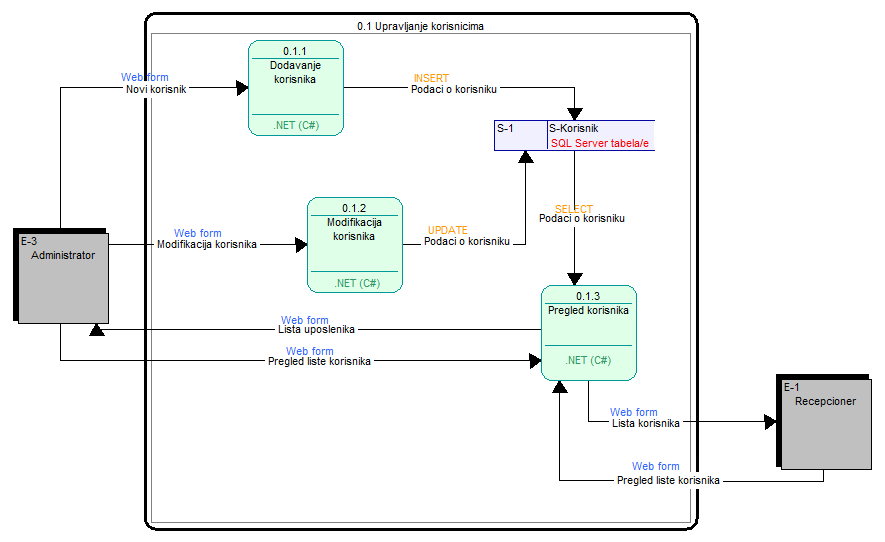 0.1 Upravljanje korisnicima
0.1.1
Dodavanje
korisnika
.NET (C#)
Web form
Novi korisnik
INSERT
Podaci o korisniku
S-1
S-Korisnik
SQL Server tabela/e
0.1.2
Modifikacija
korisnika
.NET (C#)
SELECT
Podaci o korisniku
E-3
Administrator
Web form
Modifikacija korisnika
UPDATE
Podaci o korisniku
0.1.3
Pregled korisnika
.NET (C#)
Web form
Lista uposlenika
Web form
Pregled liste korisnika
E-1
Recepcioner
Web form
Lista korisnika
Web form
Pregled liste korisnika